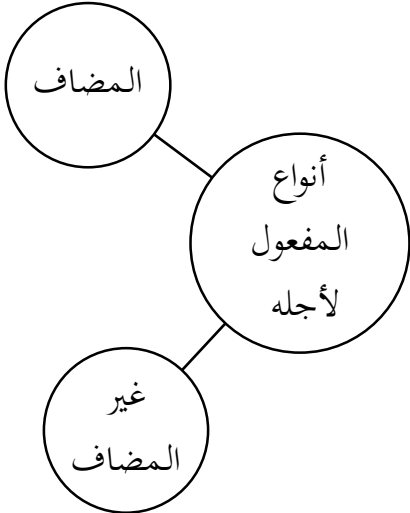 المضاف
أنواع
المفعول
لأجله
غير
المضاف